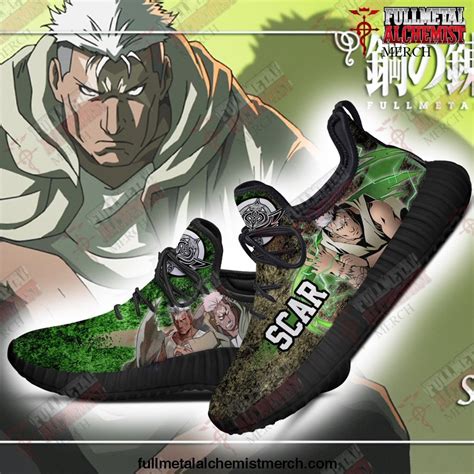 FULLMETAL
ALCHEMIST
MERCH
鋼の錬
FULLMETA
SCAR
S
fullmetalalchemistmerch.com